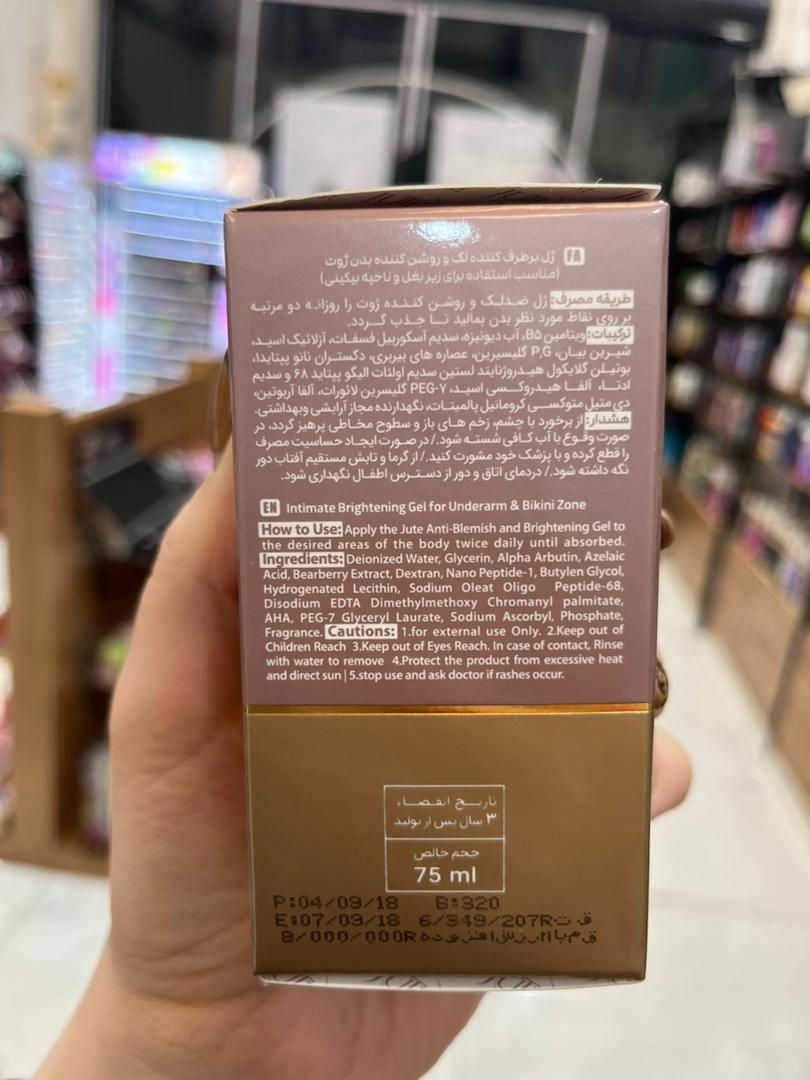 FA ژل برطرف کننده لک و روشن کننده بدن ژوت
(مناسب استفاده برای زیر بغل و ناحیه بیکینی)
طریقه مصرف: ژل ضدلک و روشن کننده ژوت را روزانه دو مرتبه
بر روی نقاط مورد نظر بدن بمالید تا جذب گردد.
ترکیبات: ویتامین B5، آب دیونیزه، سدیم آسکوربیل فسفات، آزلائیک اسید،
شیرین بیان، P,G گلیسیرین، عصاره های بیربری، دکستران نانو پپتاید1،
بوتیلن گلایکول هیدروژنایتد لستین سدیم اولئات الیگو پپتاید ۶۸ و سدیم
ادتا، آلفا هیدروکسی اسید، PEG-۷ گلیسرین لائورات، آلفا آربوتین،
دی متیل متوکسی کرومانیل پالمیتات، نگهدارنده مجاز آرایشی وبهداشتی.
هشدار: از برخورد با چشم، زخم های باز و سطوح مخاطی پرهیز گردد، در
صورت وقوع با آب کافی شسته شود./ در صورت ایجاد حساسیت مصرف
را قطع کرده و با پزشک خود مشورت کنید./ از گرما و تابش مستقیم آفتاب دور
نگه داشته شود./ دردمای اتاق و دور از دسترس اطفال نگهداری شود.
EN Intimate Brightening Gel for Underarm & Bikini Zone
How to Use: Apply the Jute Anti-Blemish and Brightening Gel to
the desired areas of the body twice daily until absorbed.
Ingredients: Deionized Water, Glycerin, Alpha Arbutin, Azelaic
Acid, Bearberry Extract, Dextran, Nano Peptide-1, Butylen Glycol,
Hydrogenated Lecithin, Sodium Oleat Oligo Peptide-68,
Disodium EDTA Dimethylmethoxy Chromanyl palmitate,
AHA, PEG-7 Glyceryl Laurate, Sodium Ascorbyl, Phosphate,
Fragrance. Cautions: 1.for external use Only. 2.Keep out of
Children Reach 3.Keep out of Eyes Reach. In case of contact, Rinse
with water to remove 4.Protect the product from excessive heat
and direct sun | 5.stop use and ask doctor if rashes occur.
تاریخ انقضاء
۳ سال پس از تولید
حجم خالص
75 ml
P:04/09/18 B:320
E:07/09/18 6/349/207R ق ت
ق م با ارزش افزوده 8/000/000R